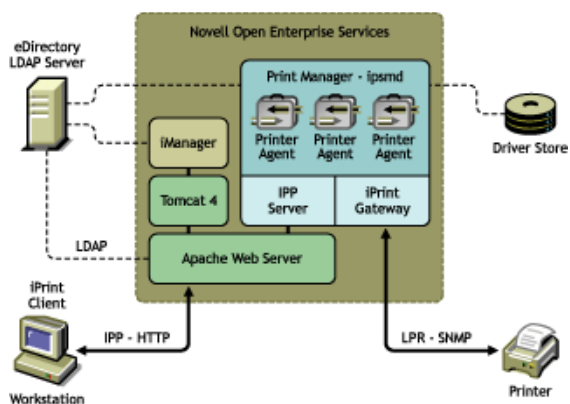 Novell Open Enterprise Services
eDirectory
LDAP Server
Print Manager - ipsmd
Printer
Agent
Printer
Agent
Printer
Agent
Driver Store
iManager
Tomcat 4
IPP
Server
iPrint
Gateway
LDAP
Apache Web Server
iPrint
Client
IPP - HTTP
LPR - SNMP
Workstation
Printer